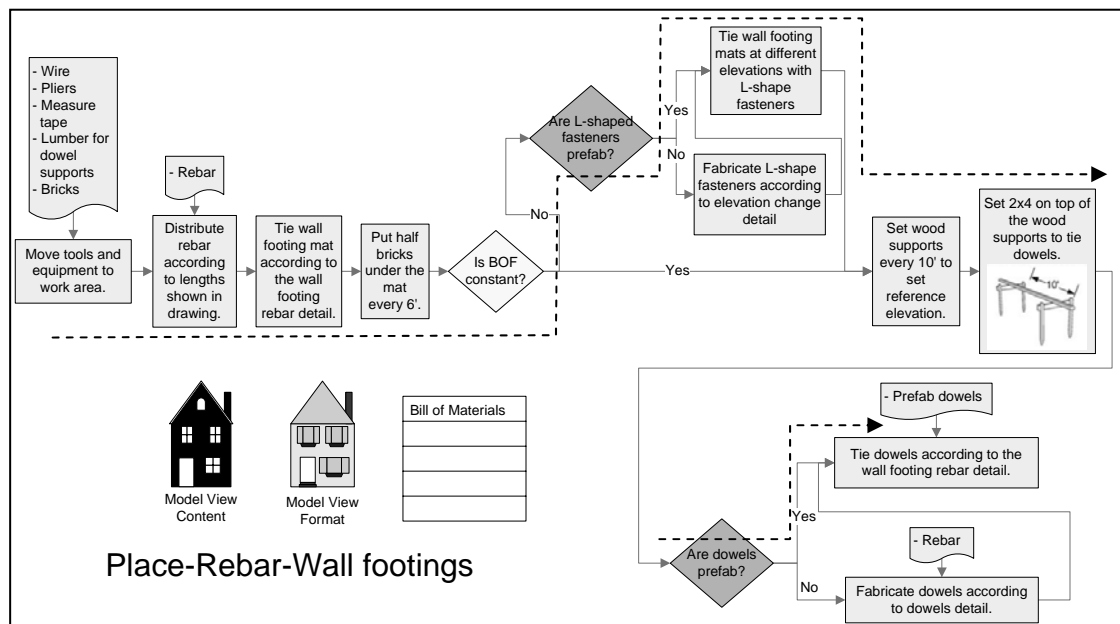 - Wire
- Pliers
- Measure
tape
- Lumber for
dowel
supports
- Bricks
Move tools and
equipment to
work area.
- Rebar
Distribute
rebar
according
to lengths
shown in
drawing.
Tie wall
footing mat
according to
the wall
footing
rebar detail.
Put half
bricks
under the
mat
every 6'.
Is BOF
constant?
No
Yes
Are L-shaped
fasteners
prefab?
Yes
No
Tie wall footing
mats at different
elevations with
L-shape
fasteners
Fabricate L-shape
fasteners according
to elevation change
detail
Set wood
supports
every 10' to
set
reference
elevation.
Set 2x4 on top of
the wood
supports to tie
dowels.
10'
Model View
Content
Model View
Format
Bill of Materials
Place-Rebar-Wall footings
Are dowels
prefab?
Yes
No
- Prefab dowels
Tie dowels according to the
wall footing rebar detail.
- Rebar
Fabricate dowels according
to dowels detail.